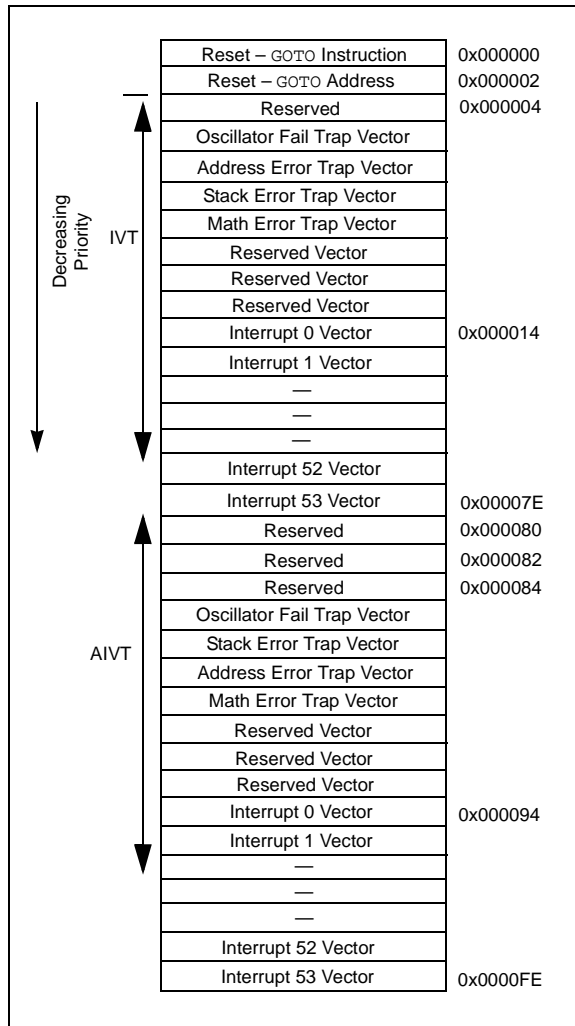 Reset – GOTO Instruction 0x000000
Reset – GOTO Address 0x000002
Reserved 0x000004
Oscillator Fail Trap Vector
Address Error Trap Vector
Stack Error Trap Vector
Math Error Trap Vector
Reserved Vector
Reserved Vector
Reserved Vector
Interrupt 0 Vector 0x000014
Interrupt 1 Vector
—
—
—
Interrupt 52 Vector
Interrupt 53 Vector 0x00007E
Decreasing
Priority
IVT
Reserved 0x000080
Reserved 0x000082
Reserved 0x000084
Oscillator Fail Trap Vector
Stack Error Trap Vector
Address Error Trap Vector
Math Error Trap Vector
Reserved Vector
Reserved Vector
Reserved Vector
Interrupt 0 Vector 0x000094
Interrupt 1 Vector
—
—
—
Interrupt 52 Vector
Interrupt 53 Vector 0x0000FE
AIVT